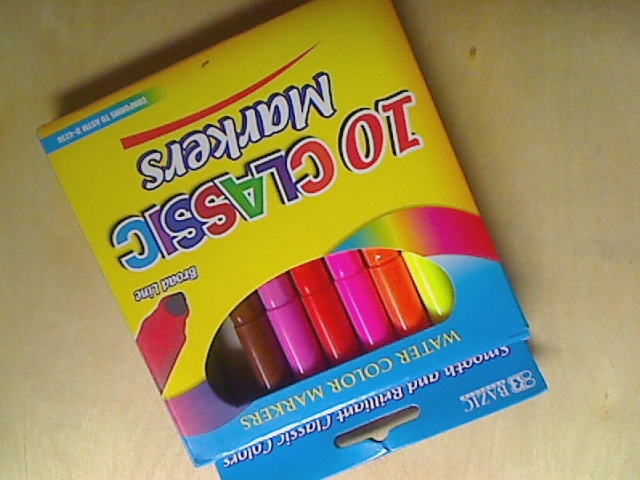 BAZIC
Smooth and Brilliant Classic Colors
WATER COLOR MARKERS
Broad Line
10 CLASSIC
Markers
CONFORMS TO ASTM D-4236